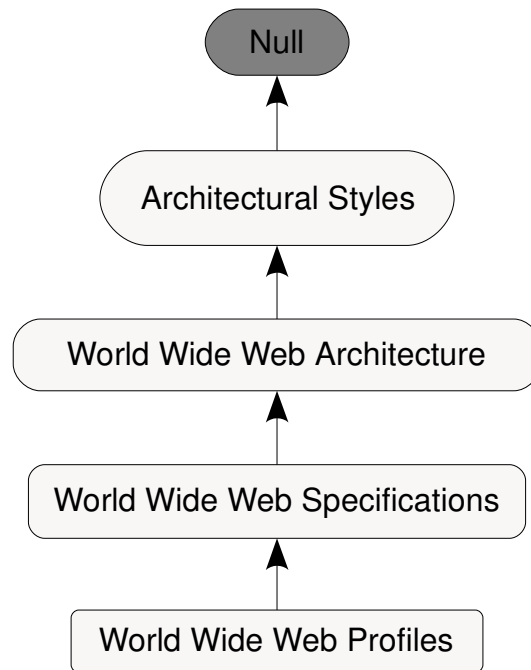 Null
Architectural Styles
World Wide Web Architecture
World Wide Web Specifications
World Wide Web Profiles